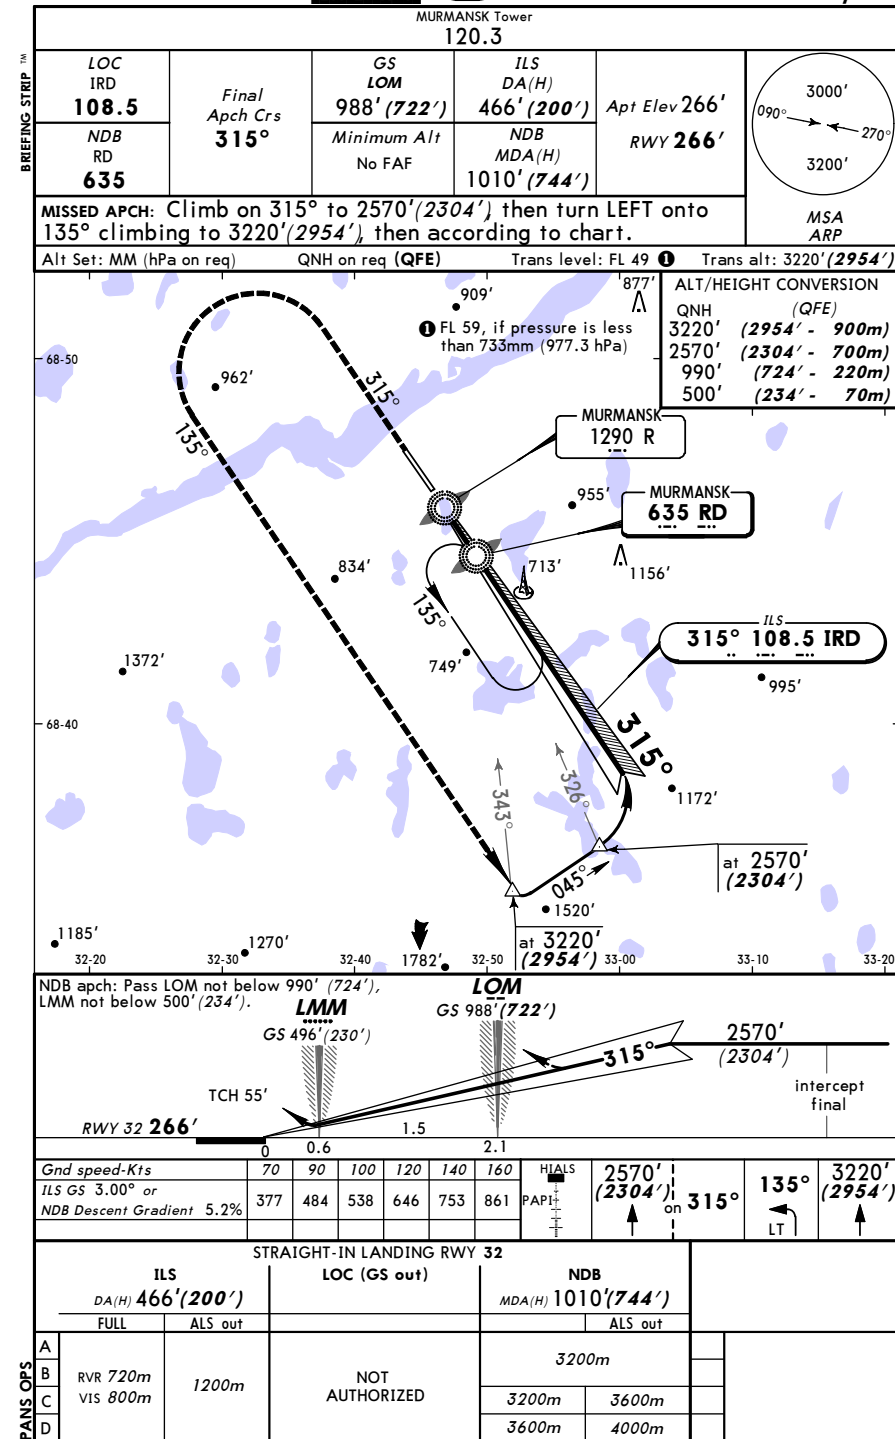 MURMANSK Tower
120.3
BRIEFING STRIP ™
LOC
IRD
108.5
Final
Apch Crs
315°
GS
LOM
988' (722')
ILS
DA(H)
466' (200')
Apt Elev 266'
RWY 266'
NDB
RD
635
Minimum Alt
No FAF
NDB
MDA(H)
1010' (744')
3000'
090°
270°
3200'
MSA
ARP
MISSED APCH: Climb on 315° to 2570' (2304'), then turn LEFT onto
135° climbing to 3220' (2954'), then according to chart.
Alt Set: MM (hPa on req) QNH on req (QFE) Trans level: FL 49 ❶ Trans alt: 3220' (2954')
ALT/HEIGHT CONVERSION
QNH (QFE)
3220' (2954' - 900m)
2570' (2304' - 700m)
990' (724' - 220m)
500' (234' - 70m)
909'
877'
❶ FL 59, if pressure is less
than 733mm (977.3 hPa)
68-50
962'
315°
135°
MURMANSK
1290 R
955'
MURMANSK
635 RD
834'
713'
1156'
135°
ILS
315° 108.5 IRD
1372'
749'
995'
68-40
315°
343°
326°
1172'
at 2570'
(2304')
045°
1520'
at 3220'
(2954')
1185'
1270'
1782'
32-20
32-30
32-40
32-50
33-00
33-10
33-20
NDB apch: Pass LOM not below 990' (724'),
LMM not below 500' (234').
LMM
GS 496' (230')
LOM
GS 988' (722')
315°
2570'
(2304')
intercept
final
TCH 55'
RWY 32 266'
1.5
0 0.6 2.1
Gnd speed-Kts 70 90 100 120 140 160
ILS GS 3.00° or
NDB Descent Gradient 5.2% 377 484 538 646 753 861
HIALS
PAPI
2570'
(2304')
on 315°
135°
LT
3220'
(2954')
STRAIGHT-IN LANDING RWY 32
ILS
DA(H) 466' (200')
LOC (GS out)
NDB
MDA(H) 1010' (744')
FULL
ALS out
ALS out
PANS OPS
A
B
C
D
RVR 720m
VIS 800m
1200m
NOT
AUTHORIZED
3200m
3200m 3600m
3600m 4000m